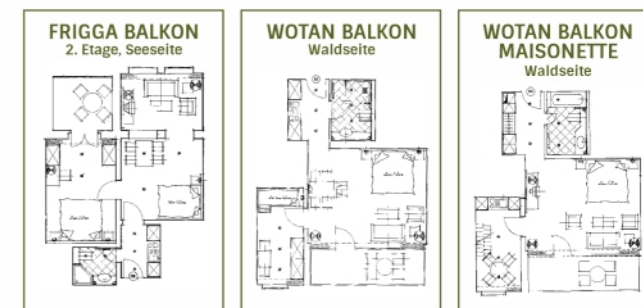 FRIGGA BALKON
2. Etage, Seeseite
WOTAN BALKON
Waldseite
WOTAN BALKON
MAISONETTE
Waldseite